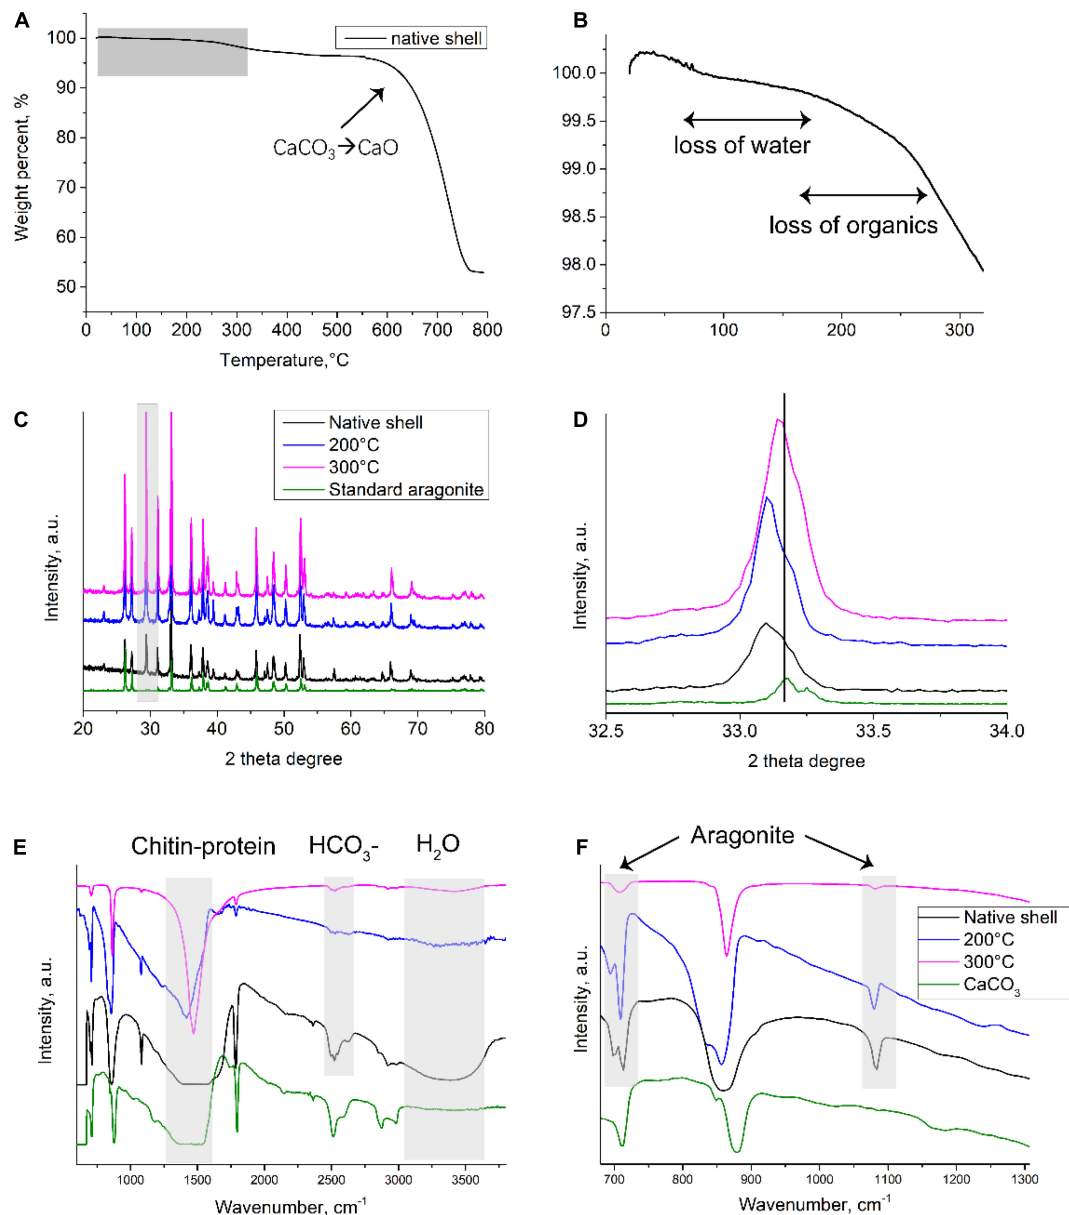 A
native shell
100
90
80
70
60
50
Weight percent, %
CaCO₃→CaO
0 100 200 300 400 500 600 700 800
Temperature,°C
B
100.0
99.5
99.0
98.5
98.0
97.5
loss of water
loss of organics
0 100 200 300
C
Native shell
200°C
300°C
Standard aragonite
Intensity, a.u.
20 30 40 50 60 70 80
2 theta degree
D
Intensity, a.u.
32.5 33.0 33.5 34.0
2 theta degree
E
Chitin-protein HCO₃- H₂O
Intensity, a.u.
1000 1500 2000 2500 3000 3500
Wavenumber, cm⁻¹
F
Aragonite
Native shell
200°C
300°C
CaCO₃
Intensity, a.u.
700 800 900 1000 1100 1200 1300
Wavenumber, cm⁻¹